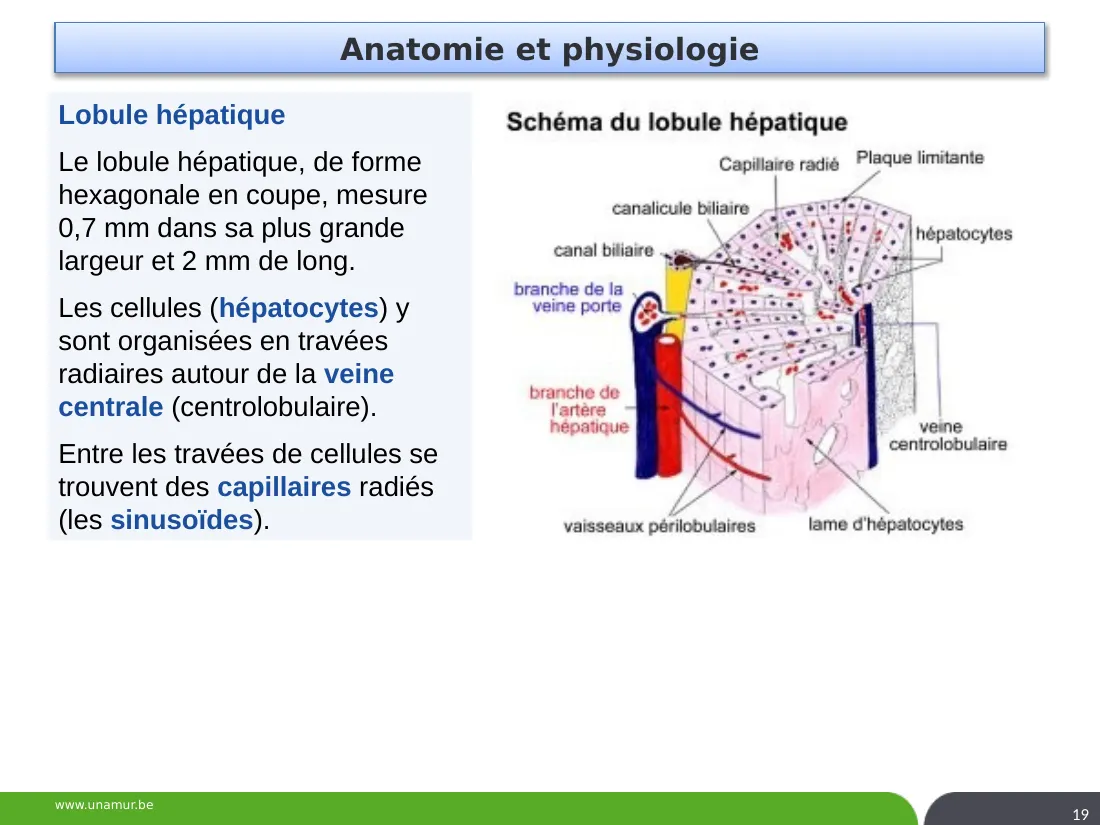 Anatomie et physiologie
Lobule hépatique
Le lobule hépatique, de forme
hexagonale en coupe, mesure
0,7 mm dans sa plus grande
largeur et 2 mm de long.
Les cellules (hépatocytes) y
sont organisées en travées
radiaires autour de la veine
centrale (centrolobulaire).
Entre les travées de cellules se
trouvent des capillaires radiés
(les sinusoïdes).
Schéma du lobule hépatique
Capillaire radié
Plaque limitante
canalicule biliaire
hépatocytes
canal biliaire
branche de la
veine porte
branche de
l'artère
hépatique
veine
centrolobulaire
vaisseaux périlobulaires
lame d'hépatocytes
www.unamur.be
19